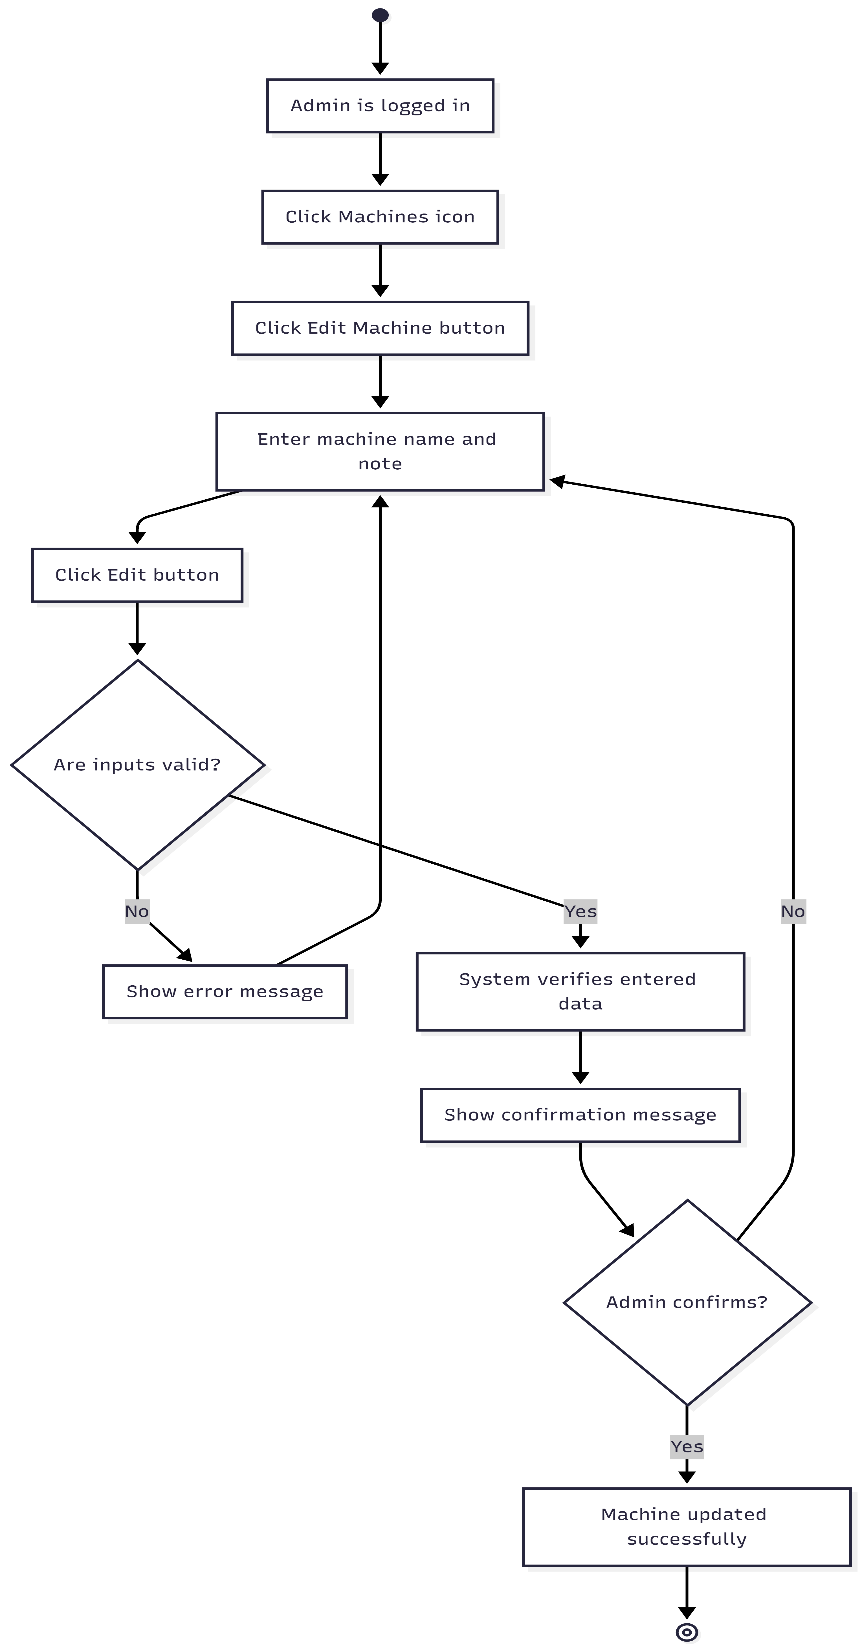 Admin is logged in
Click Machines icon
Click Edit Machine button
Enter machine name and
note
Click Edit button
Are inputs valid?
No
Yes
No
Show error message
System verifies entered
data
Show confirmation message
Admin confirms?
Yes
Machine updated
successfully